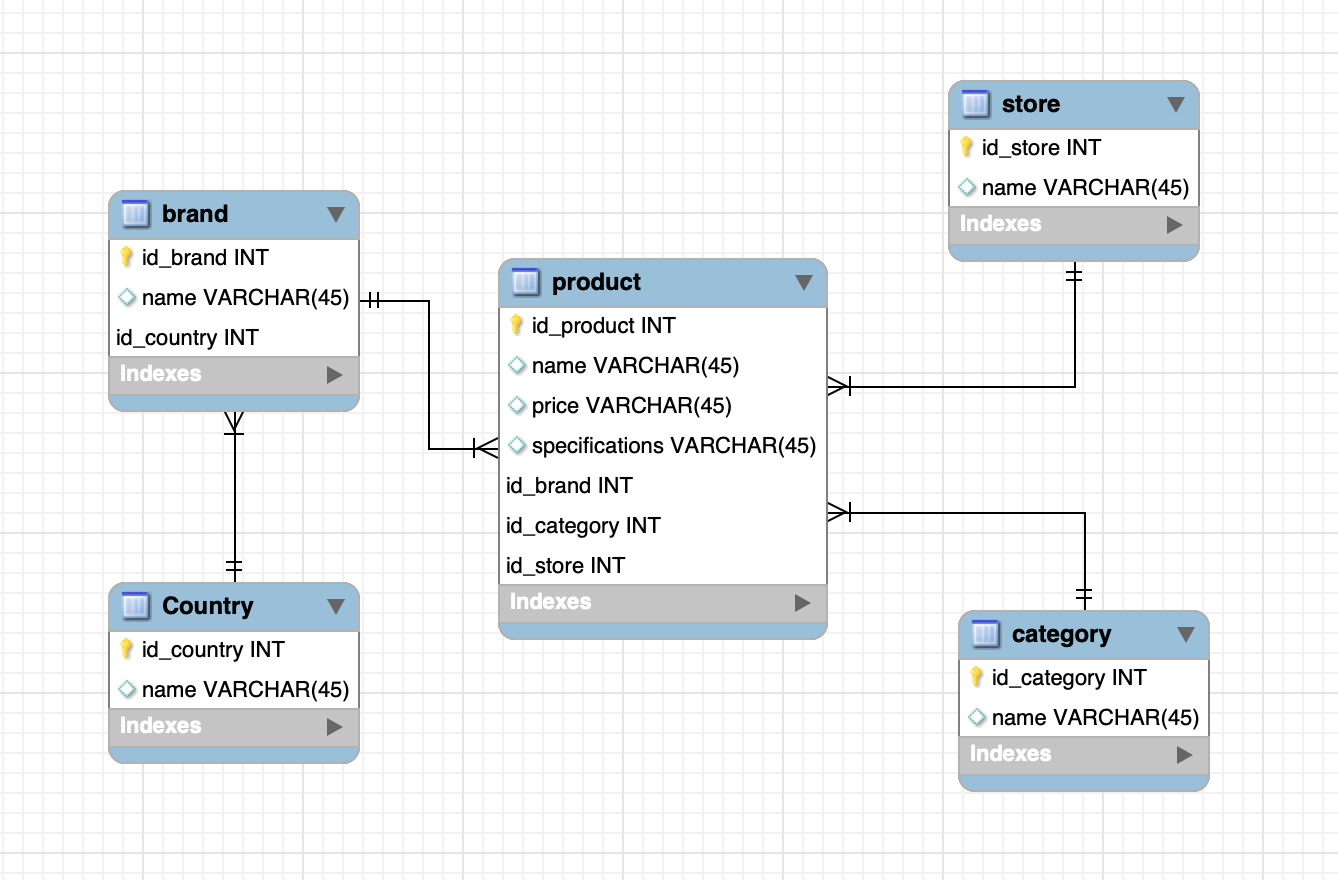 store
id_store INT
name VARCHAR(45)
Indexes
brand
id_brand INT
name VARCHAR(45)
id_country INT
Indexes
product
id_product INT
name VARCHAR(45)
price VARCHAR(45)
specifications VARCHAR(45)
id_brand INT
id_category INT
id_store INT
Indexes
Country
id_country INT
name VARCHAR(45)
Indexes
category
id_category INT
name VARCHAR(45)
Indexes